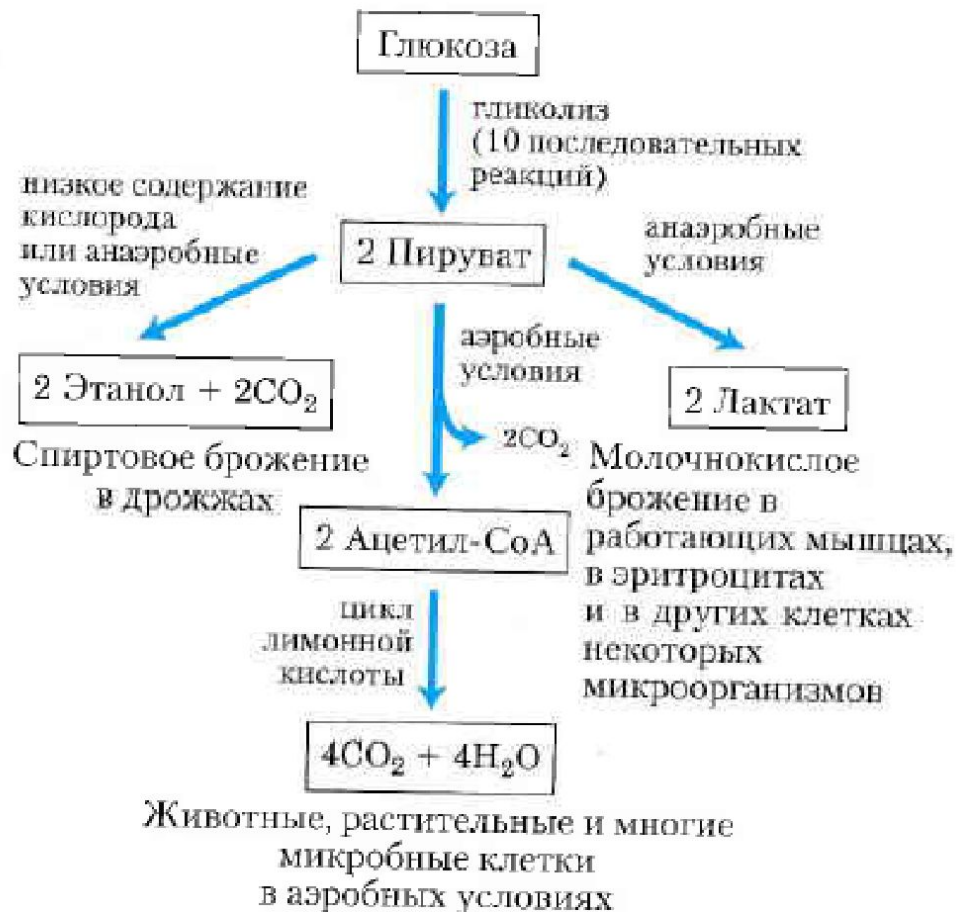 Глюкоза
гликолиз
(10 последовательных
реакций)
низкое содержание
кислорода
или анаэробные
условия
2 Пируват
анаэробные
условия
аэробные
условия
2 Этанол + 2CO₂
2 Лактат
2CO₂
Спиртовое брожение
в дрожжах
Молочнокислое
брожение в
работающих мышцах,
в эритроцитах
и в других клетках
некоторых
микроорганизмов
2 Ацетил-CoA
цикл
лимонной
кислоты
4CO₂ + 4H₂O
Животные, растительные и многие
микробные клетки
в аэробных условиях